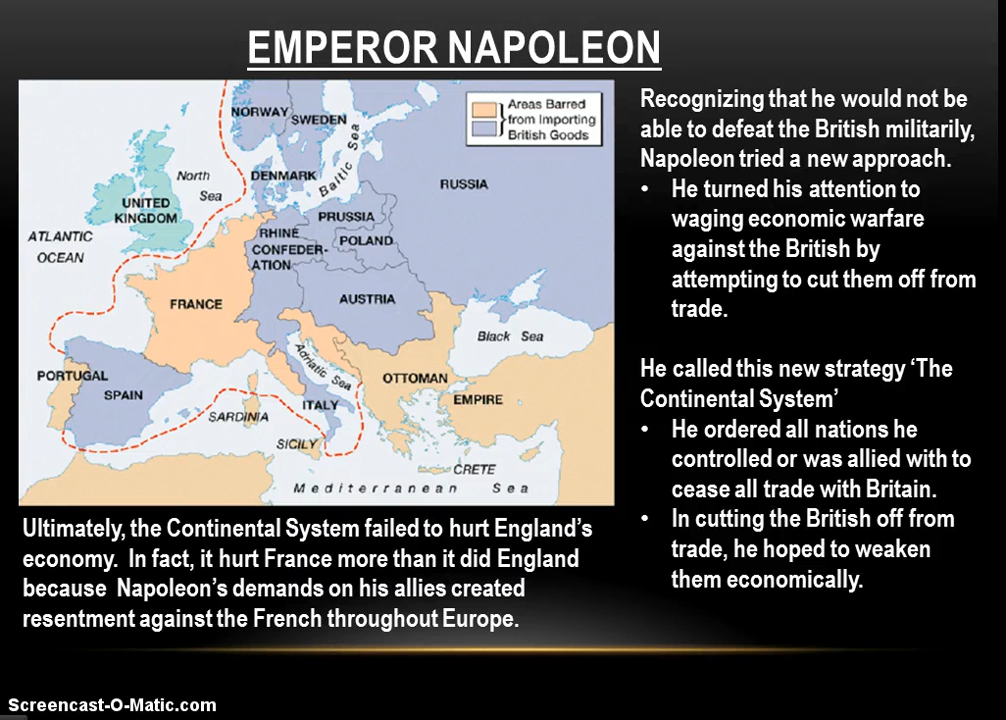 EMPEROR NAPOLEON
NORWAY
SWEDEN
Areas Barred
from Importing
British Goods
North
Sea
DENMARK
Baltic Sea
RUSSIA
UNITED
KINGDOM
PRUSSIA
ATLANTIC
OCEAN
RHINE
CONFEDER-
ATION
POLAND
FRANCE
AUSTRIA
Black Sea
Adriatic Sea
PORTUGAL
SPAIN
OTTOMAN
EMPIRE
ITALY
SARDINIA
SICILY
CRETE
Mediterranean Sea
Recognizing that he would not be
able to defeat the British militarily,
Napoleon tried a new approach.
• He turned his attention to
waging economic warfare
against the British by
attempting to cut them off from
trade.
He called this new strategy ‘The
Continental System’
• He ordered all nations he
controlled or was allied with to
cease all trade with Britain.
• In cutting the British off from
trade, he hoped to weaken
them economically.
Ultimately, the Continental System failed to hurt England’s
economy. In fact, it hurt France more than it did England
because Napoleon’s demands on his allies created
resentment against the French throughout Europe.
Screencast-O-Matic.com